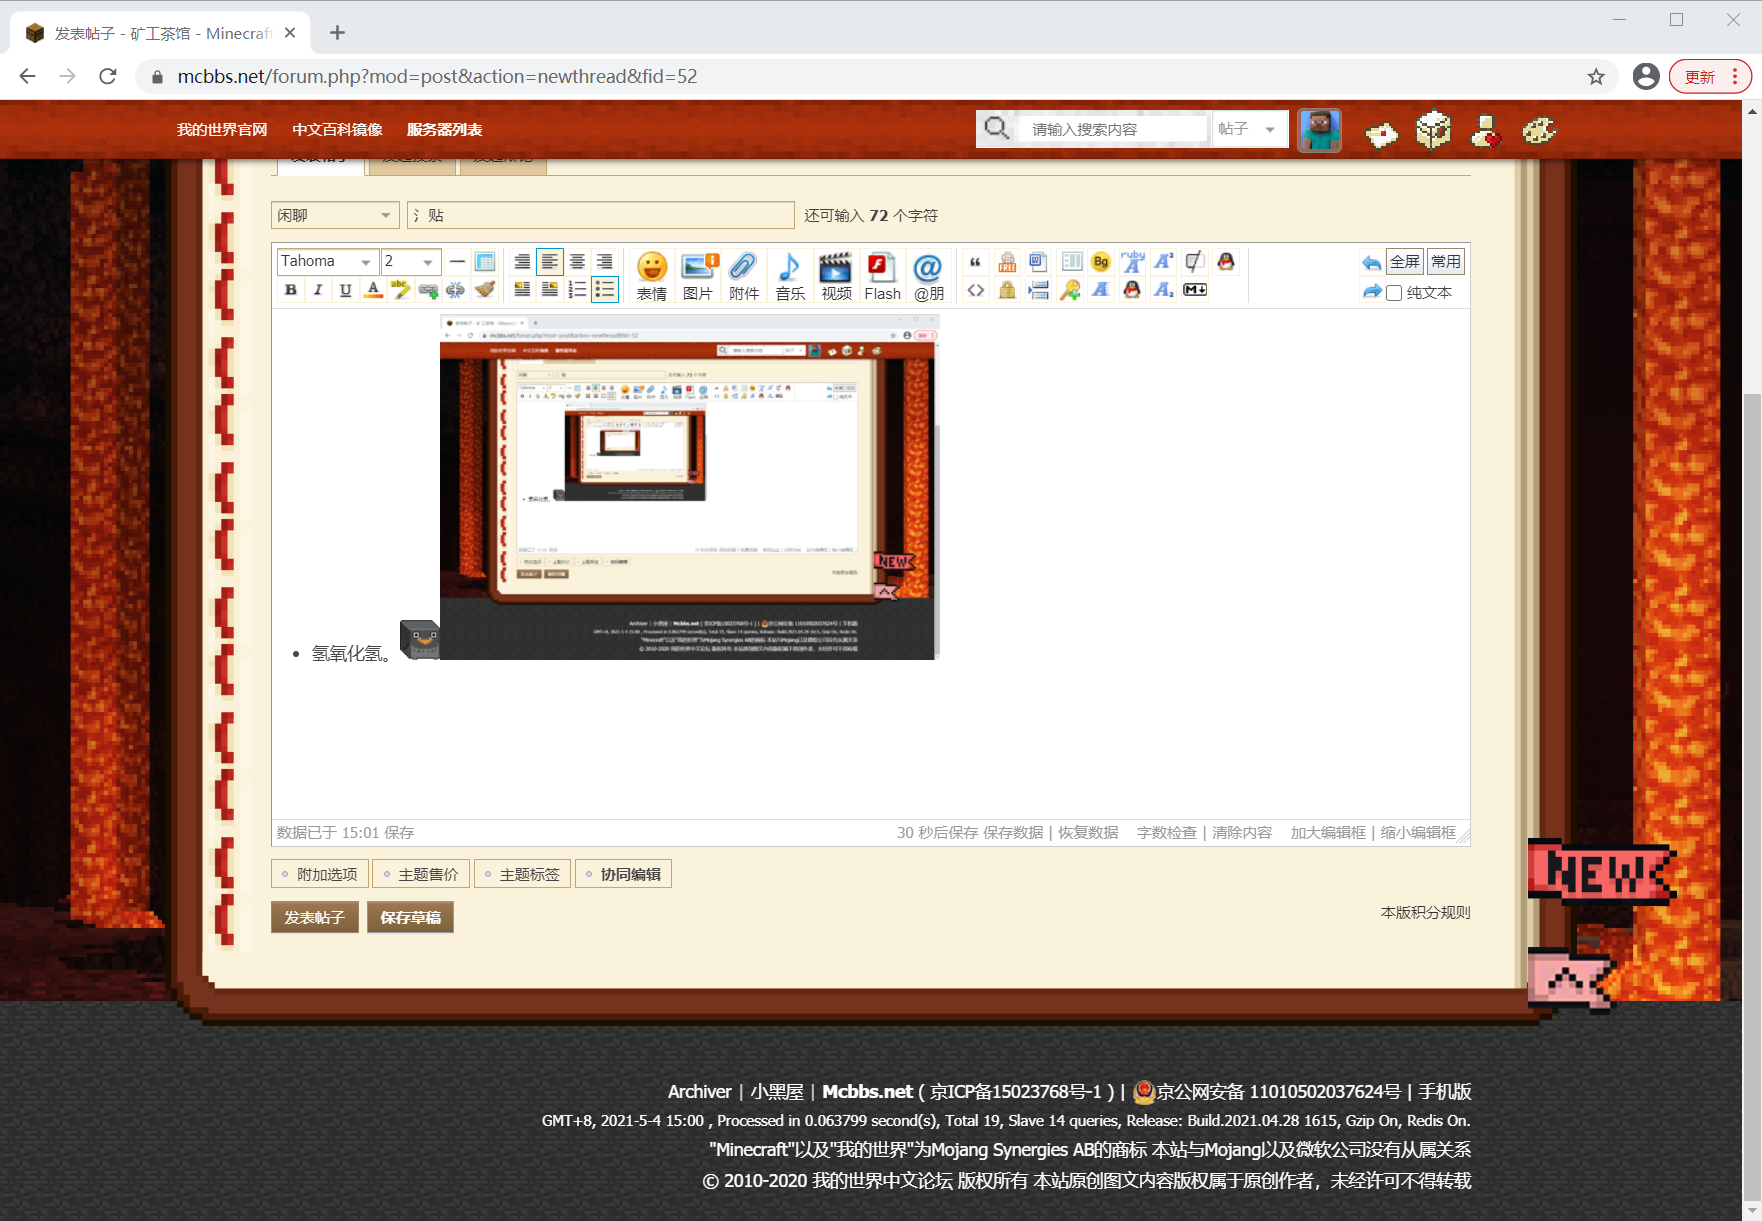 发表帖子 - 矿工茶馆 - Minecraft
mcbbs.net/forum.php?mod=post&action=newthread&fid=52
更新
我的世界官网 中文百科镜像 服务器列表
请输入搜索内容 帖子
闲聊 氵贴 还可输入 72 个字符
Tahoma 2
全屏 常用
B I U A abc
表情 图片 附件 音乐 视频 Flash @朋
FREE W Bg ruby A A²
纯文本
氢氧化氢。
数据已于 15:01 保存
30 秒后保存 保存数据 | 恢复数据 字数检查 | 清除内容 加大编辑框 | 缩小编辑框
附加选项 主题售价 主题标签 协同编辑
发表帖子 保存草稿
本版积分规则
NEW
Archiver | 小黑屋 | Mcbbs.net ( 京ICP备15023768号-1 ) | 京公网安备 11010502037624号 | 手机版
GMT+8, 2021-5-4 15:00 , Processed in 0.063799 second(s), Total 19, Slave 14 queries, Release: Build.2021.04.28 1615, Gzip On, Redis On.
"Minecraft"以及"我的世界"为Mojang Synergies AB的商标 本站与Mojang以及微软公司没有从属关系
© 2010-2020 我的世界中文论坛 版权所有 本站原创图文内容版权属于原创作者，未经许可不得转载